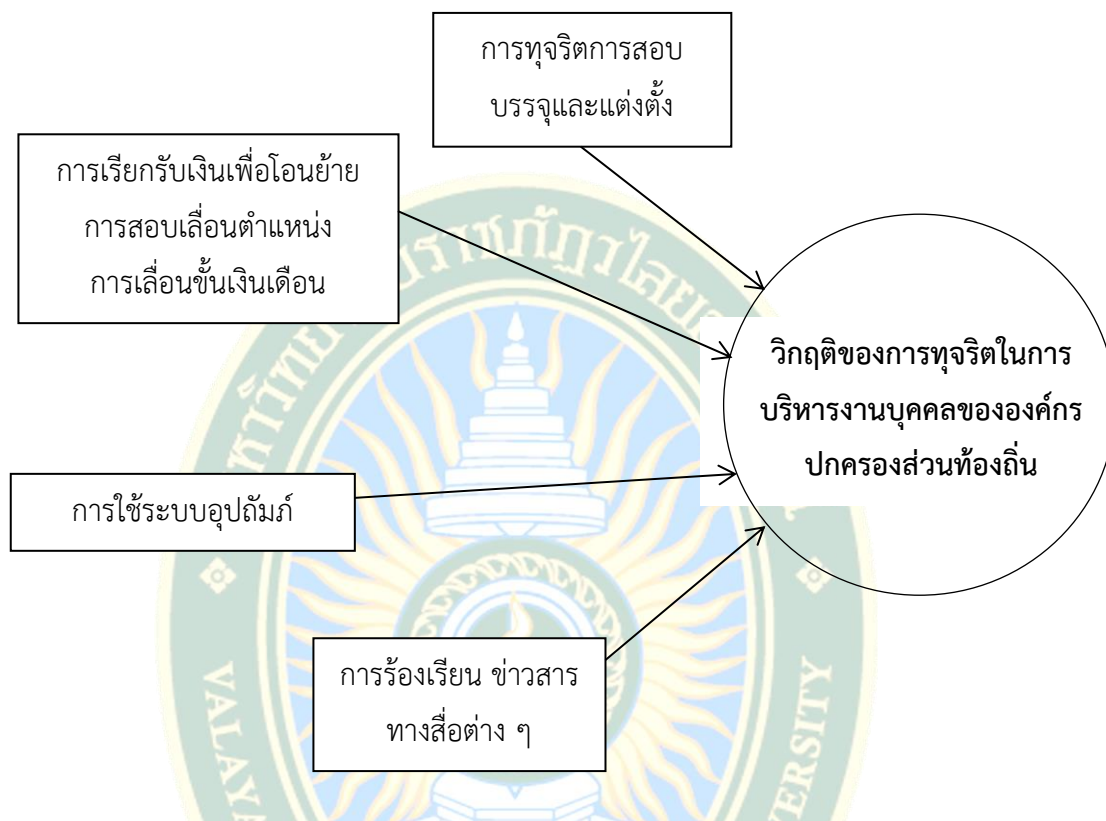 การทุจริตการสอบ
บรรจุและแต่งตั้ง
การเรียกรับเงินเพื่อโอนย้าย
การสอบเลื่อนตำแหน่ง
การเลื่อนขั้นเงินเดือน
วิกฤติของการทุจริตในการ
บริหารงานบุคคลขององค์กร
ปกครองส่วนท้องถิ่น
การใช้ระบบอุปถัมภ์
การร้องเรียน ข่าวสาร
ทางสื่อต่าง ๆ